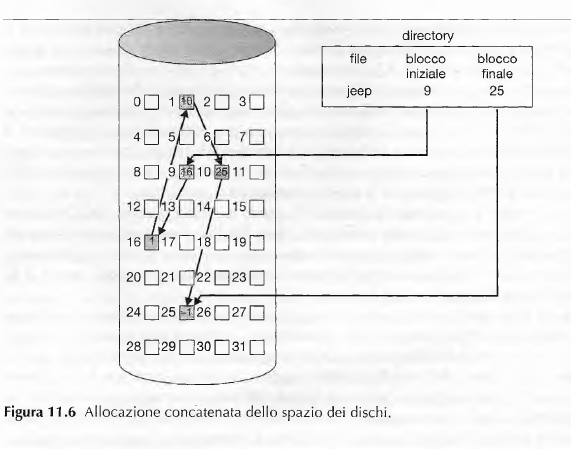 directory
file blocco iniziale blocco finale
jeep 9 25
0 1 10 2 3
4 5 6 7
8 9 16 10 25 11
12 13 14 15
16 1 17 18 19
20 21 22 23
24 25 -1 26 27
28 29 30 31
Figura 11.6 Allocazione concatenata dello spazio dei dischi.